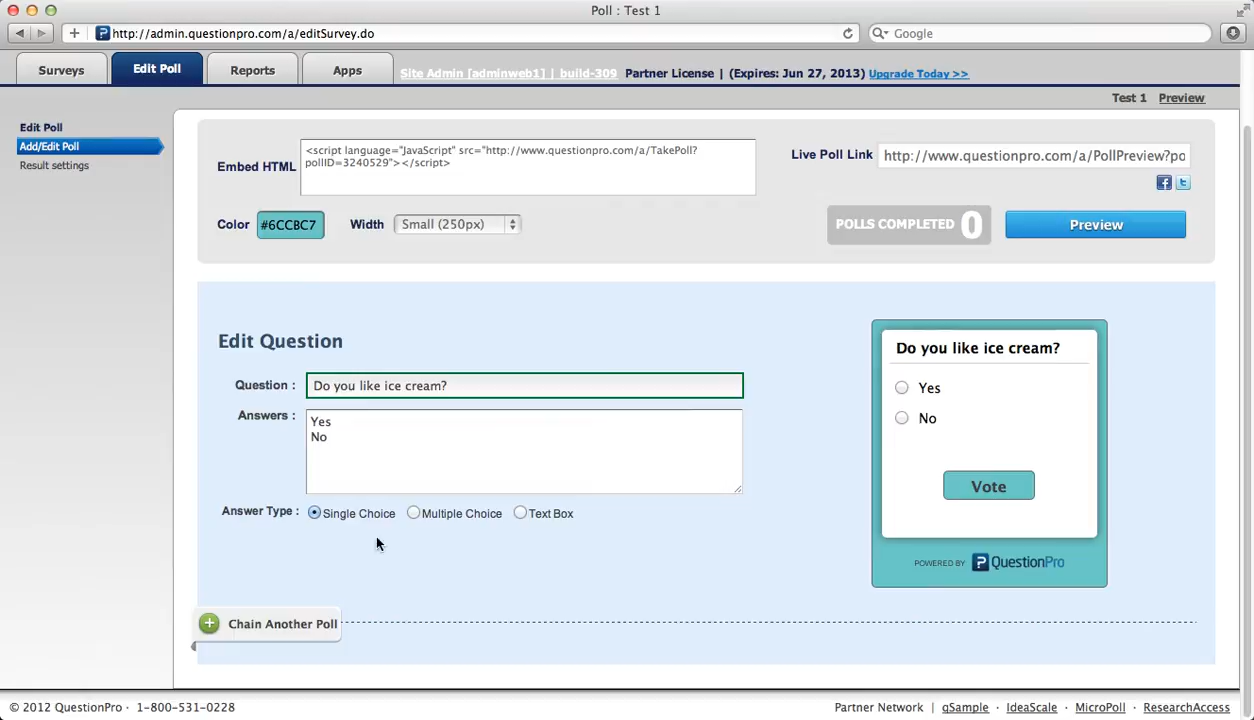 Poll : Test 1
http://admin.questionpro.com/a/editSurvey.do
Google
Surveys
Edit Poll
Reports
Apps
Site Admin [adminweb1] | build-309 Partner License | (Expires: Jun 27, 2013) Upgrade Today >>
Test 1 Preview
Edit Poll
Add/Edit Poll
Result settings
Embed HTML
<script language="JavaScript" src="http://www.questionpro.com/a/TakePoll?
pollID=3240529"></script>
Live Poll Link
http://www.questionpro.com/a/PollPreview?po
Color #6CCBC7
Width Small (250px)
POLLS COMPLETED 0
Preview
Edit Question
Question : Do you like ice cream?
Answers : Yes
No
Answer Type : Single Choice Multiple Choice Text Box
Do you like ice cream?
Yes
No
Vote
POWERED BY QuestionPro
Chain Another Poll
© 2012 QuestionPro · 1-800-531-0228
Partner Network | qSample · IdeaScale · MicroPoll · ResearchAccess